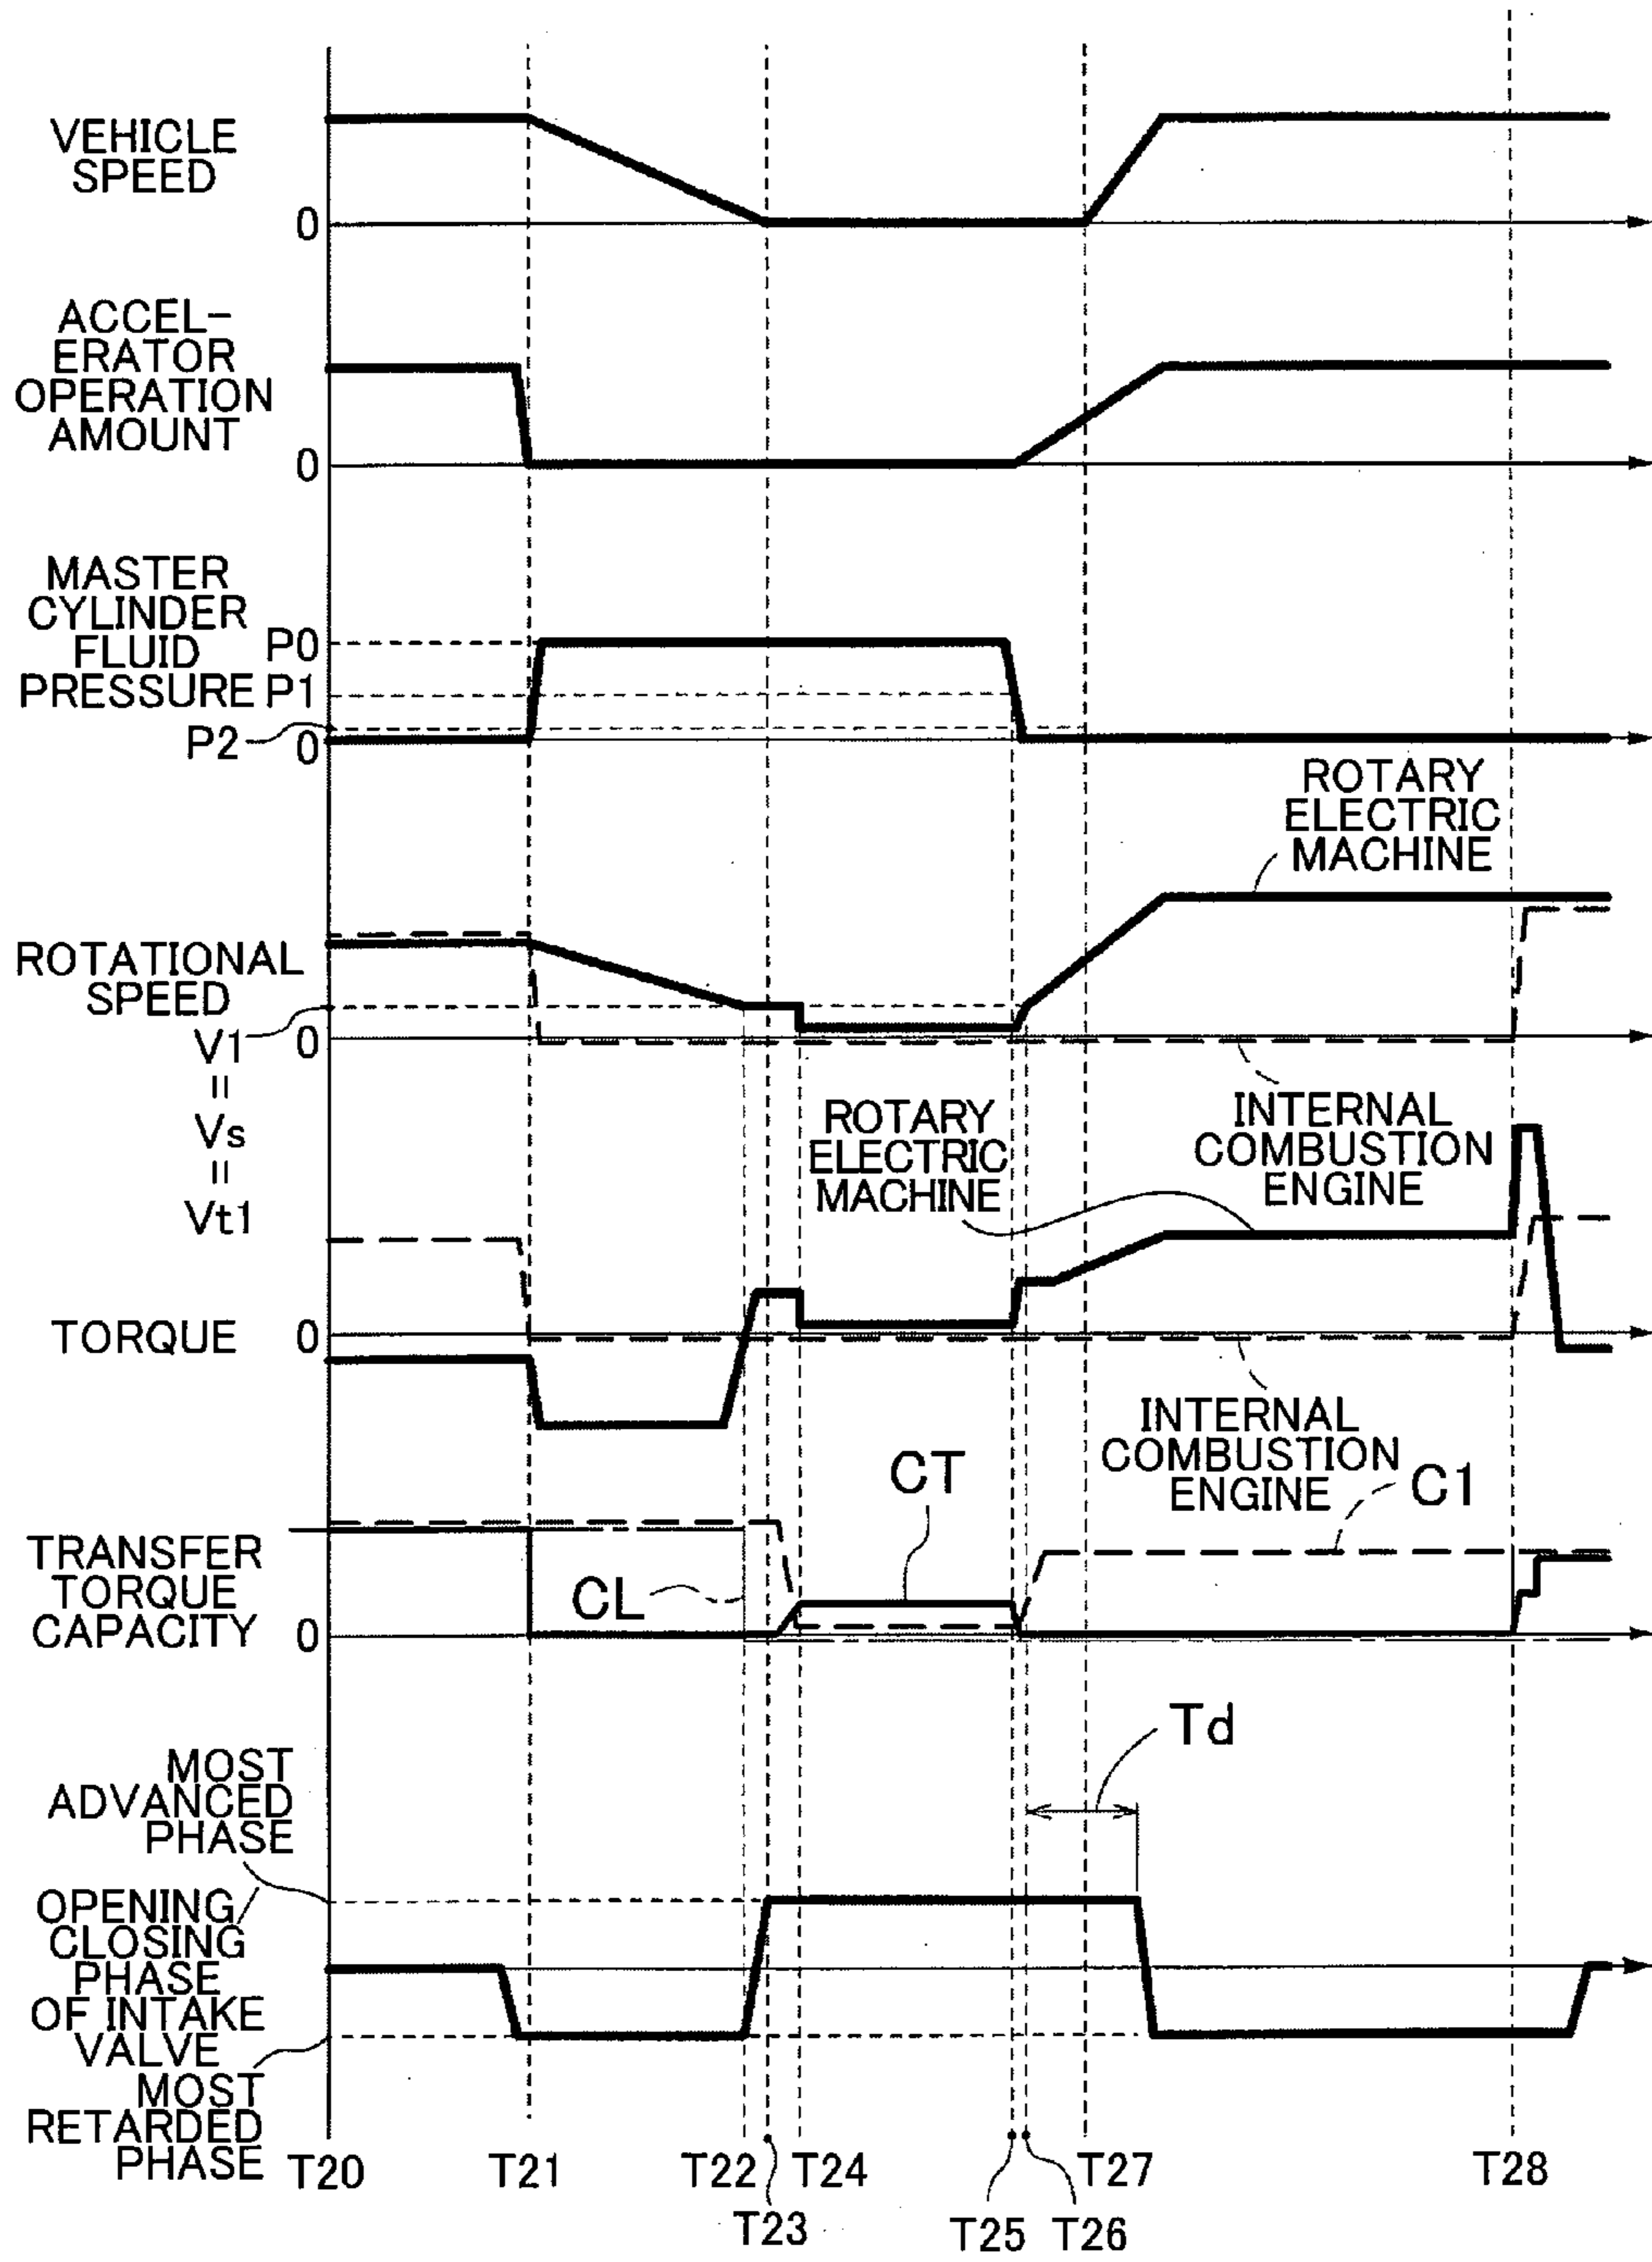 VEHICLE
SPEED
0
ACCEL-
ERATOR
OPERATION
AMOUNT
0
MASTER
CYLINDER
FLUID
PRESSURE
P0
P1
P2
0
ROTARY
ELECTRIC
MACHINE
ROTATIONAL
SPEED
V1
=
Vs
=
Vt1
0
INTERNAL
COMBUSTION
ENGINE
ROTARY
ELECTRIC
MACHINE
TORQUE
0
INTERNAL
COMBUSTION
ENGINE
CT
C1
TRANSFER
TORQUE
CAPACITY
0
CL
Td
MOST
ADVANCED
PHASE
OPENING/
CLOSING
PHASE
OF INTAKE
VALVE
MOST
RETARDED
PHASE
T20
T21
T22
T24
T27
T28
T23
T25
T26